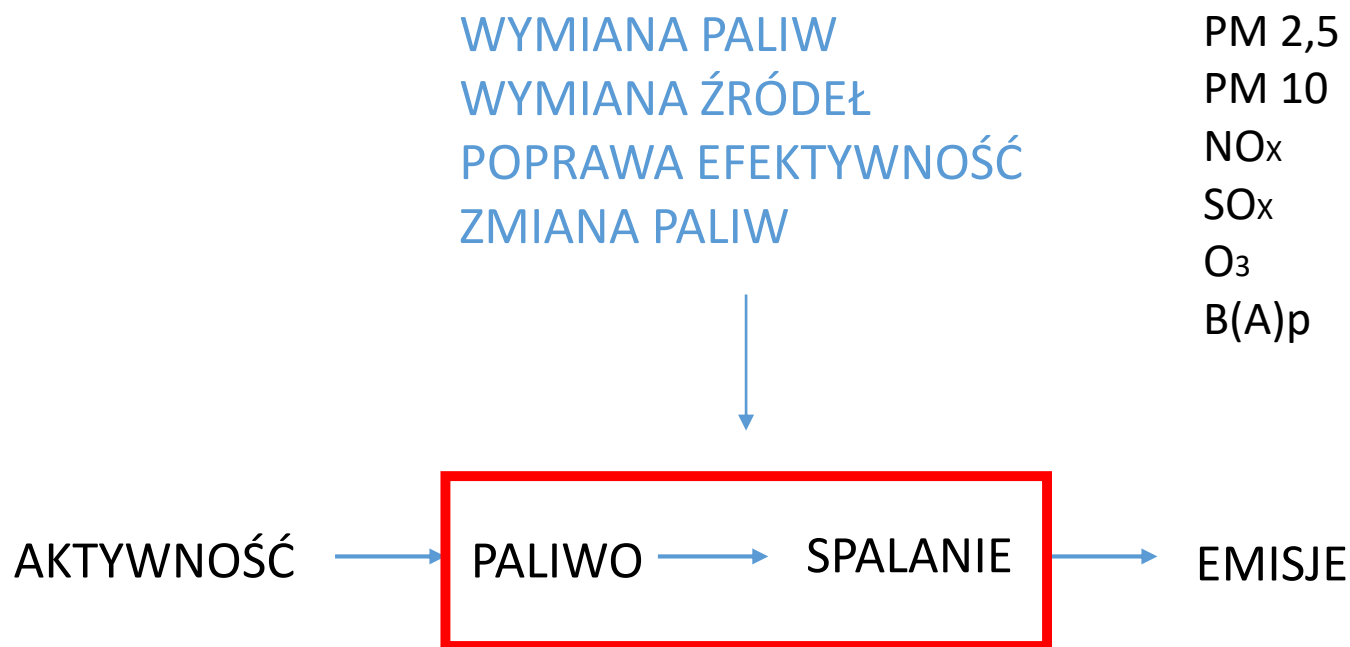 WYMIANA PALIW
WYMIANA ŹRÓDEŁ
POPRAWA EFEKTYWNOŚĆ
ZMIANA PALIW
PM 2,5
PM 10
NOx
SOx
O3
B(A)p
AKTYWNOŚĆ
PALIWO
SPALANIE
EMISJE